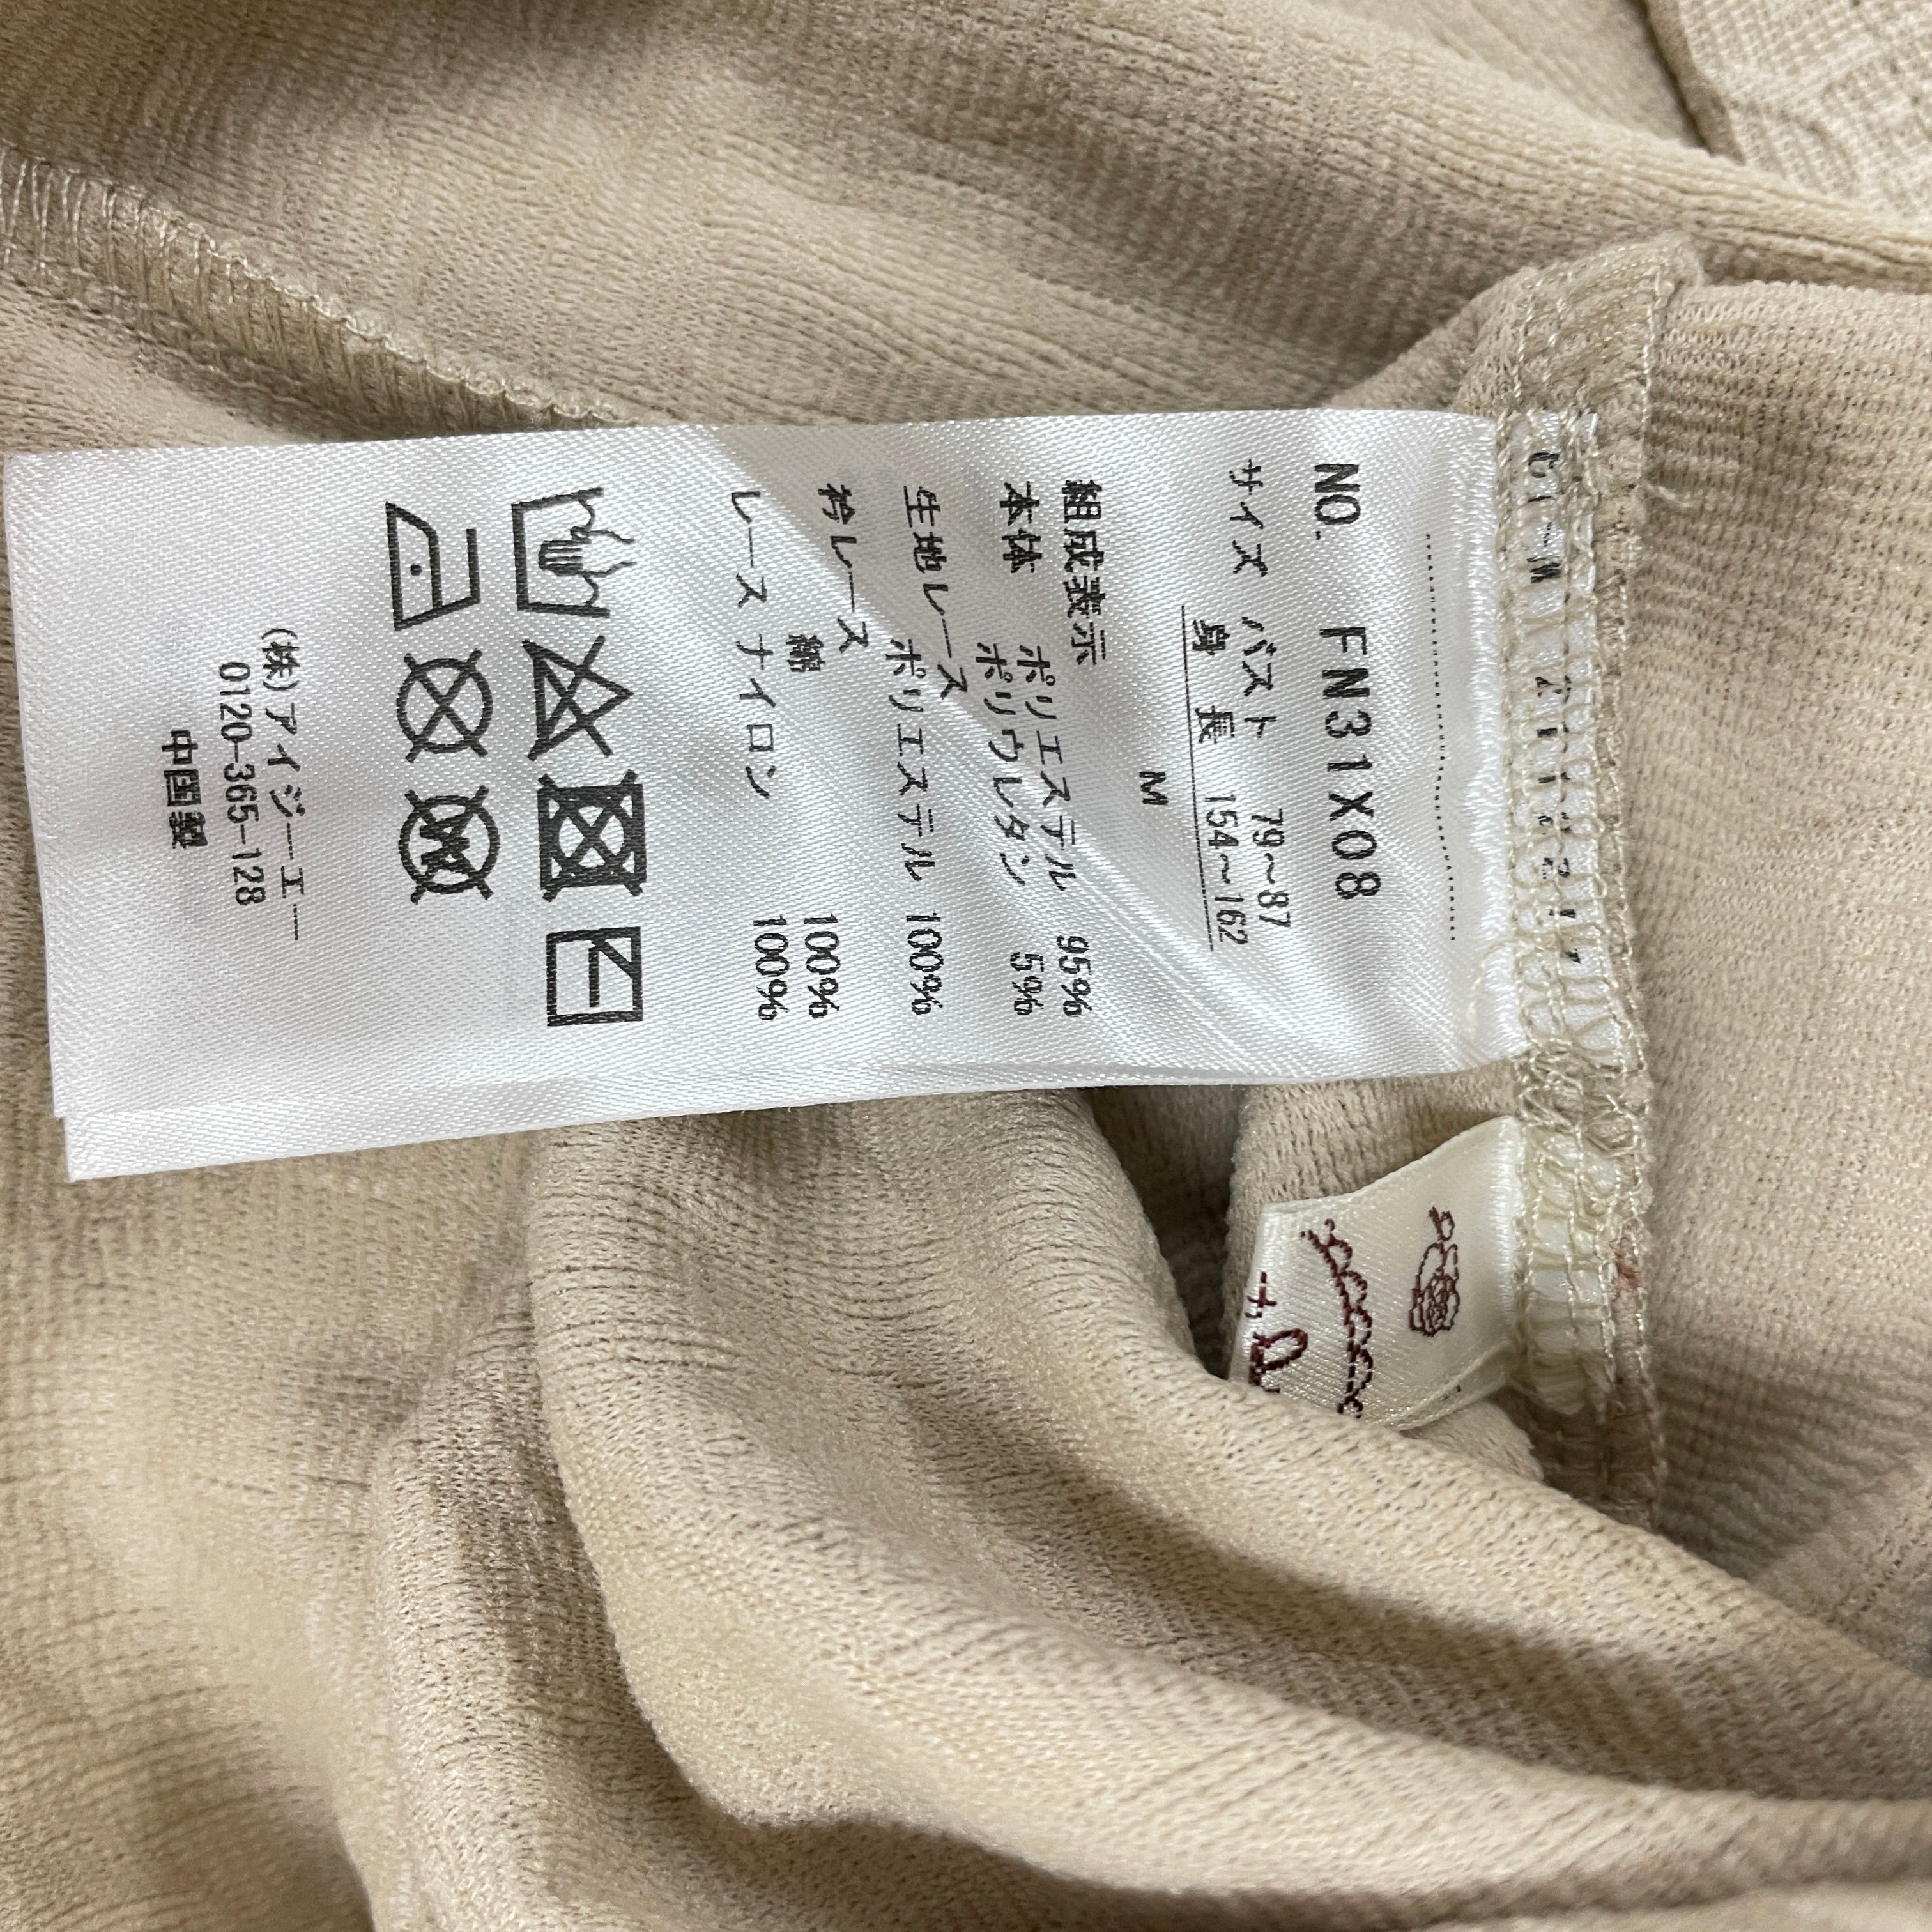 NO. FN31X08
サイズ バスト 79~87
身長 154~162
M
組成表示
本体 ポリエステル 95%
ポリウレタン 5%
生地レース
ポリエステル 100%
衿レース
綿 100%
レース ナイロン 100%
(株)アイジーエー
0120-365-128
中国製